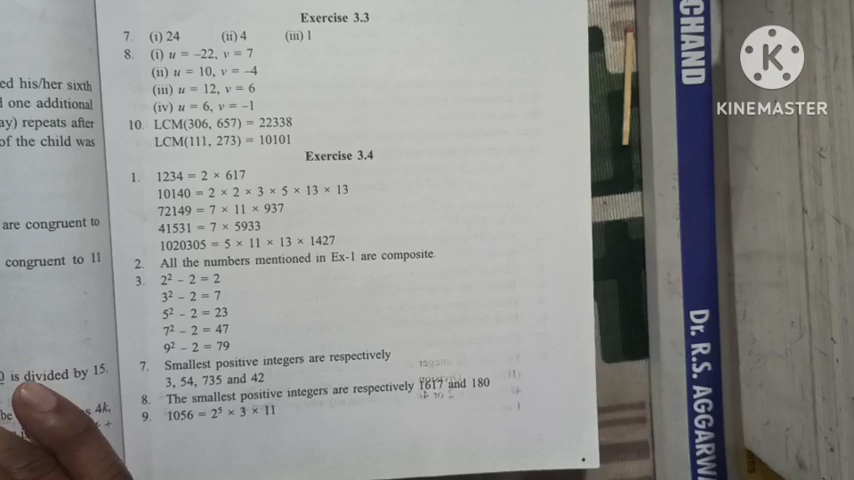 ed his/her sixth
one additional
ay) repeats after
of the child was
are congruent to
congruent to 11
is divided by 15.
be
4k,
Exercise 3.3
7. (i) 24 (ii) 4 (iii) 1
8. (i) u = –22, v = 7
(ii) u = 10, v = –4
(iii) u = 12, v = 6
(iv) u = 6, v = –1
10. LCM(306, 657) = 22338
LCM(111, 273) = 10101
Exercise 3.4
1. 1234 = 2 × 617
10140 = 2 × 2 × 3 × 5 × 13 × 13
72149 = 7 × 11 × 937
41531 = 7 × 5933
1020305 = 5 × 11 × 13 × 1427
2. All the numbers mentioned in Ex-1 are composite.
3. 2² – 2 = 2
3² – 2 = 7
5² – 2 = 23
7² – 2 = 47
9² – 2 = 79
7. Smallest positive integers are respectively
3, 54, 735 and 42
8. The smallest positive integers are respectively 1617 and 180
9. 1056 = 2⁵ × 3 × 11
CHAND
Dr. R.S. AGGARWA
KINEMASTER